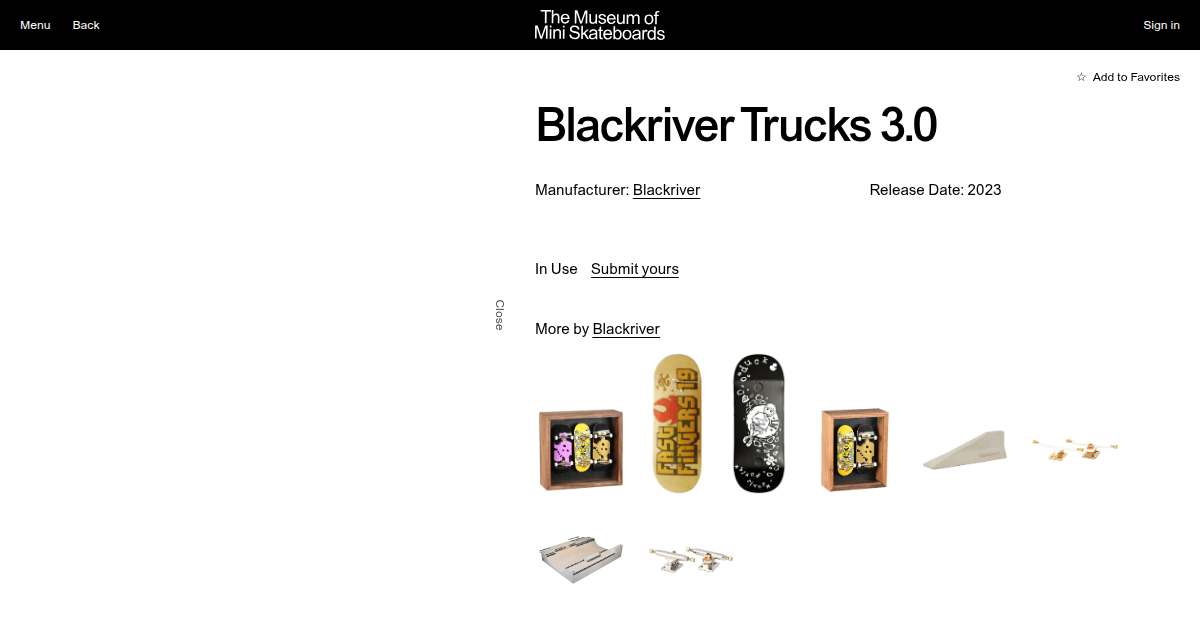 Menu
Back
The Museum of
Mini Skateboards
Sign in
☆ Add to Favorites
Blackriver Trucks 3.0
Manufacturer: Blackriver
Release Date: 2023
In Use Submit yours
Close
More by Blackriver
FAST
FINGERS 19